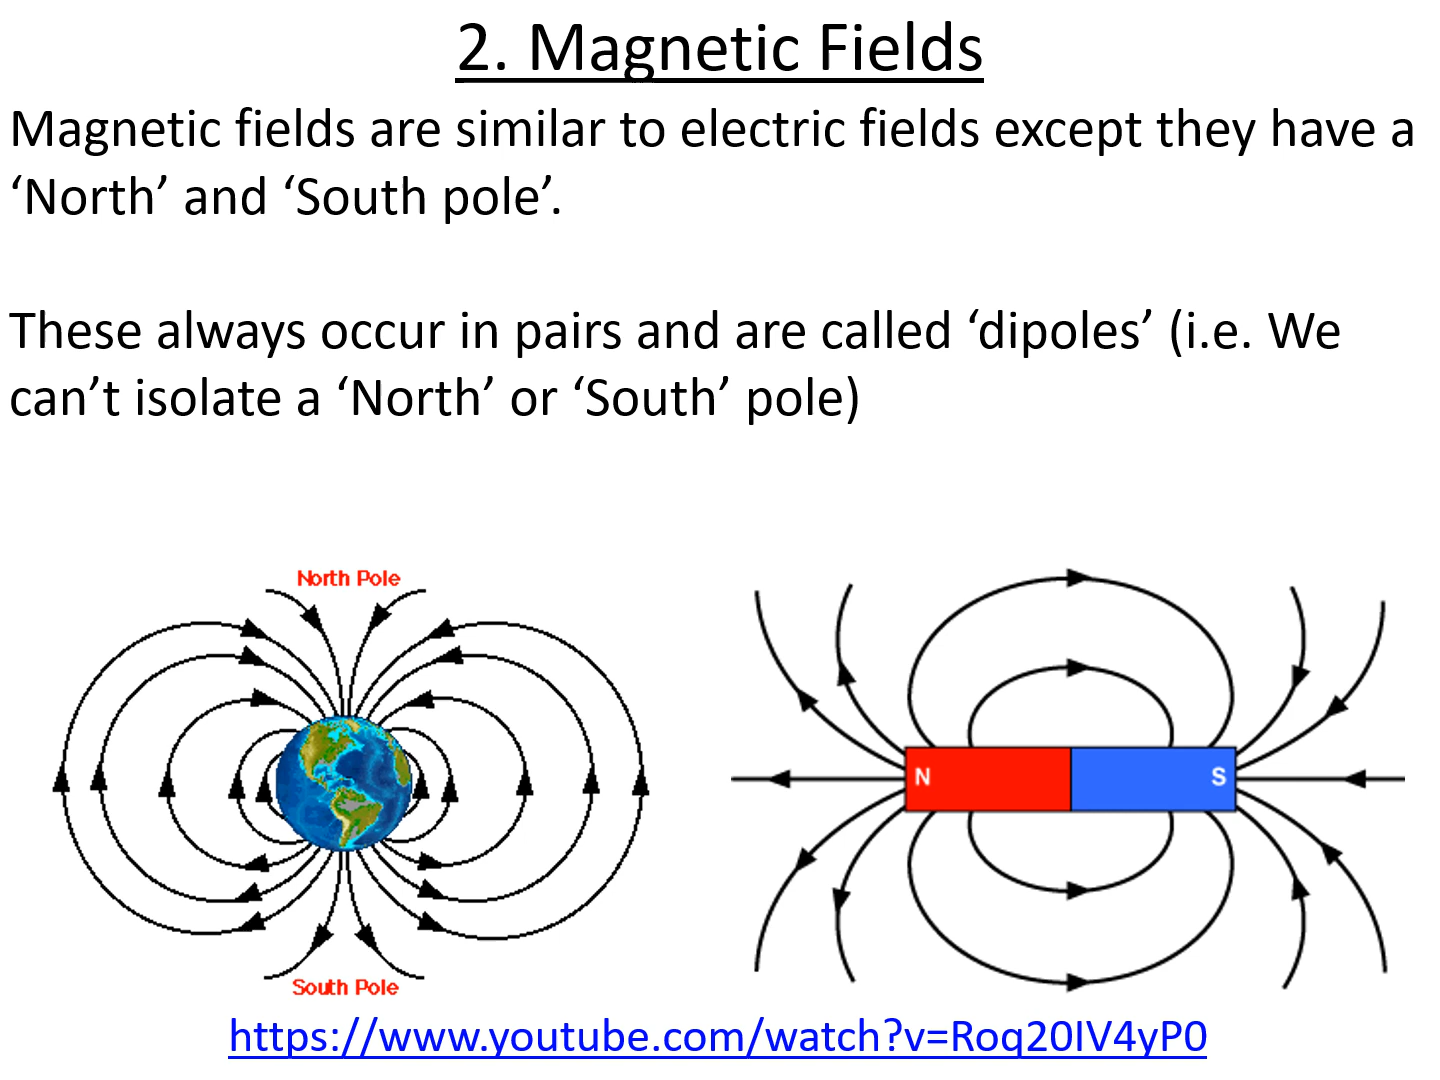 2. Magnetic Fields
Magnetic fields are similar to electric fields except they have a
‘North’ and ‘South pole’.
These always occur in pairs and are called ‘dipoles’ (i.e. We
can’t isolate a ‘North’ or ‘South’ pole)
North Pole
South Pole
N
S
https://www.youtube.com/watch?v=Roq20IV4yP0